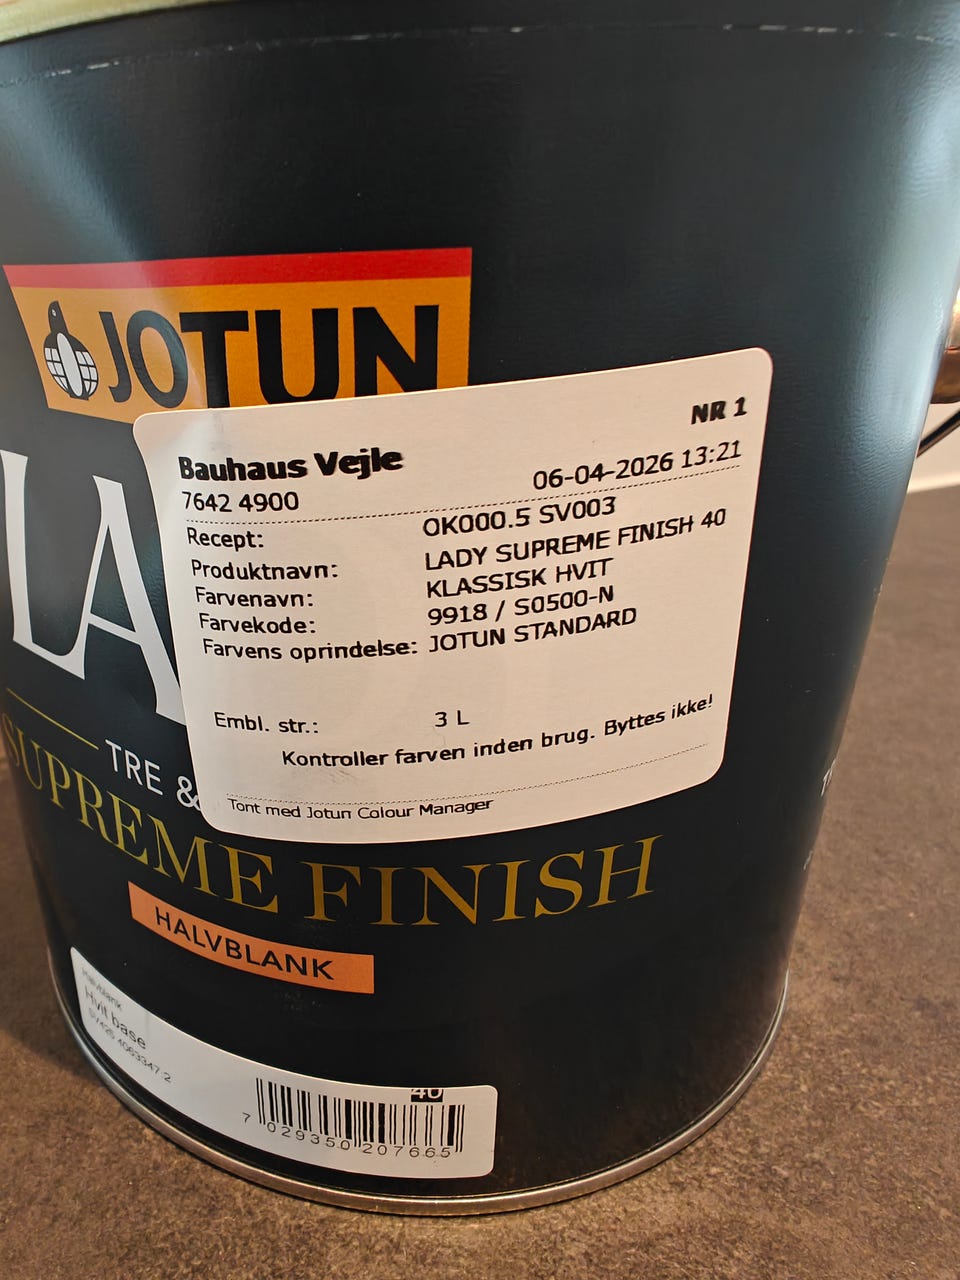 JOTUN
LA
NR 1
Bauhaus Vejle
7642 4900
06-04-2026 13:21
Recept: OK000.5 SV003
Produktnavn: LADY SUPREME FINISH 40
Farvenavn: KLASSISK HVIT
Farvekode: 9918 / S0500-N
Farvens oprindelse: JOTUN STANDARD
Embl. str.: 3 L
Kontroller farven inden brug. Byttes ikke!
Tont med Jotun Colour Manager
TRE &
SUPREME FINISH
HALVBLANK
Halvblank
Hvit base
40
7 029350 207665